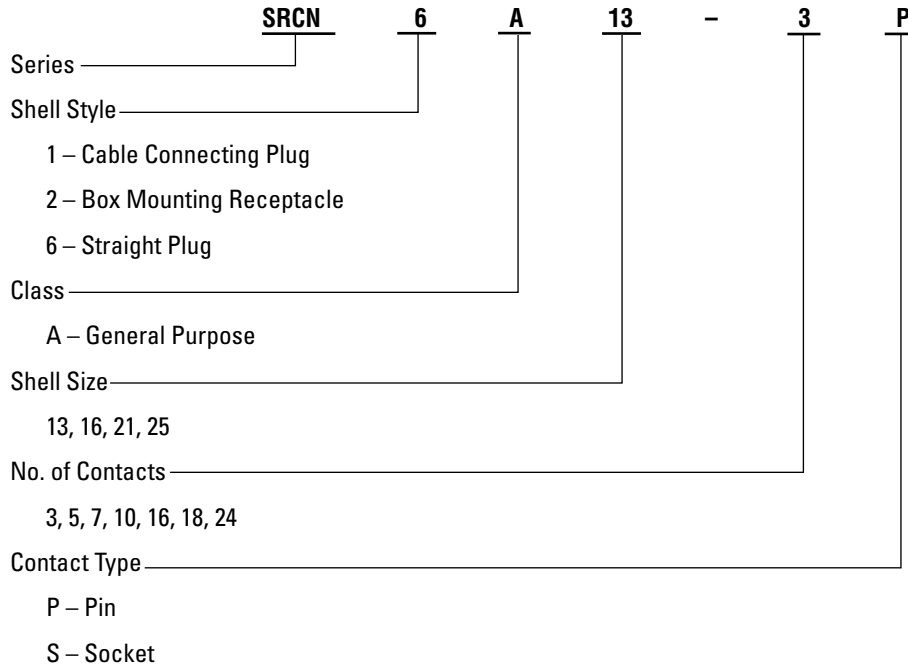 SRCN 6 A 13 – 3 P
Series
Shell Style
1 – Cable Connecting Plug
2 – Box Mounting Receptacle
6 – Straight Plug
Class
A – General Purpose
Shell Size
13, 16, 21, 25
No. of Contacts
3, 5, 7, 10, 16, 18, 24
Contact Type
P – Pin
S – Socket